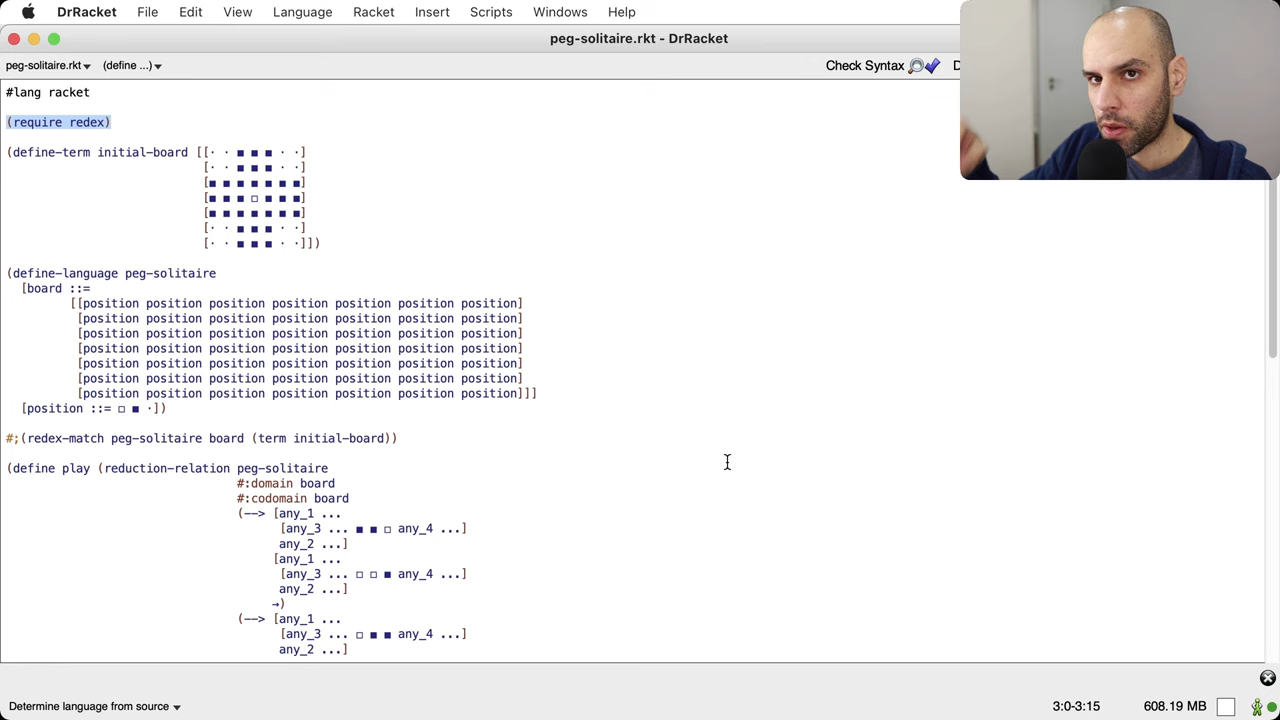 DrRacket File Edit View Language Racket Insert Scripts Windows Help
peg-solitaire.rkt - DrRacket
peg-solitaire.rkt▾ (define ...)▾ Check Syntax D
#lang racket
(require redex)
(define-term initial-board [[· · ■ ■ ■ · ·]
[· · ■ ■ ■ · ·]
[■ ■ ■ ■ ■ ■ ■]
[■ ■ ■ □ ■ ■ ■]
[■ ■ ■ ■ ■ ■ ■]
[· · ■ ■ ■ · ·]
[· · ■ ■ ■ · ·]])
(define-language peg-solitaire
[board ::=
[[position position position position position position position]
[position position position position position position position]
[position position position position position position position]
[position position position position position position position]
[position position position position position position position]
[position position position position position position position]
[position position position position position position position]]]
[position ::= □ ■ ·])
#;(redex-match peg-solitaire board (term initial-board))
(define play (reduction-relation peg-solitaire
#:domain board
#:codomain board
(--> [any_1 ...
[any_3 ... ■ ■ □ any_4 ...]
any_2 ...]
[any_1 ...
[any_3 ... □ □ ■ any_4 ...]
any_2 ...]
→)
(--> [any_1 ...
[any_3 ... □ ■ ■ any_4 ...]
any_2 ...]
Determine language from source ▾ 3:0-3:15 608.19 MB